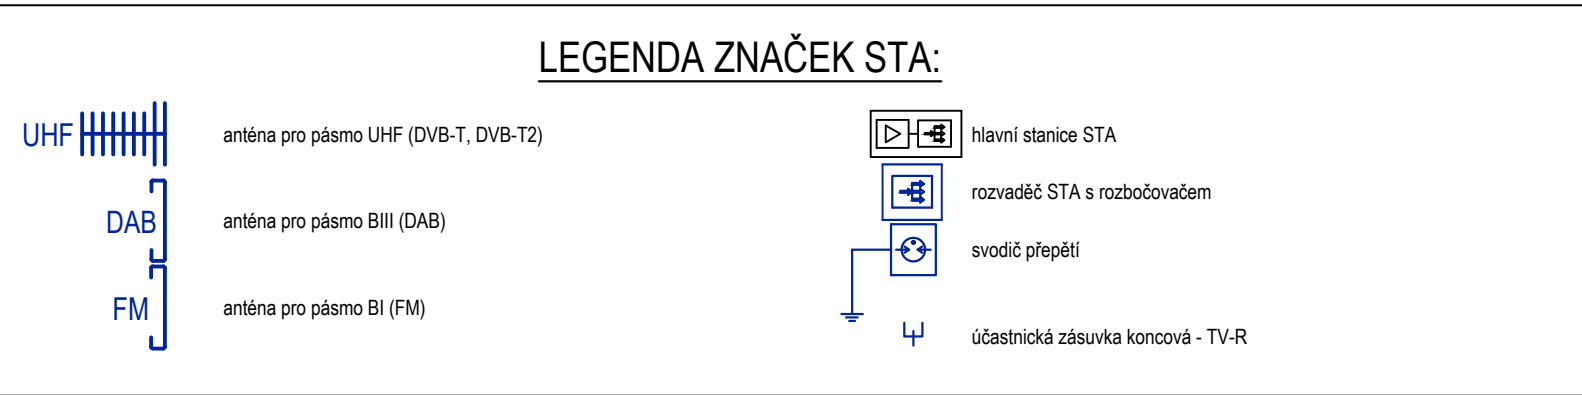 LEGENDA ZNAČEK STA:
UHF anténa pro pásmo UHF (DVB-T, DVB-T2)
DAB anténa pro pásmo BIII (DAB)
FM anténa pro pásmo BI (FM)
hlavní stanice STA
rozvaděč STA s rozbočovačem
svodič přepětí
účastnická zásuvka koncová - TV-R